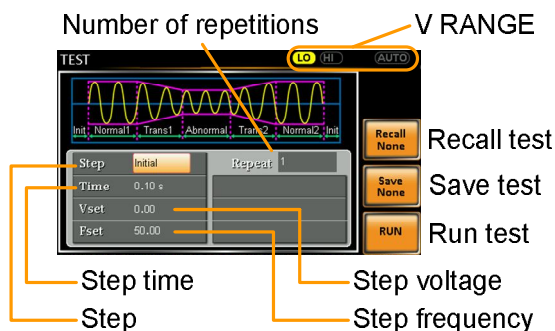 Number of repetitions
V RANGE
TEST
LO HI AUTO
Init Normal1 Trans1 Abnormal Trans2 Normal2 Init
Recall None
Recall test
Step Initial Repeat 1
Time 0.10 s
Save None
Save test
Vset 0.00
Fset 50.00
RUN
Run test
Step time
Step voltage
Step
Step frequency